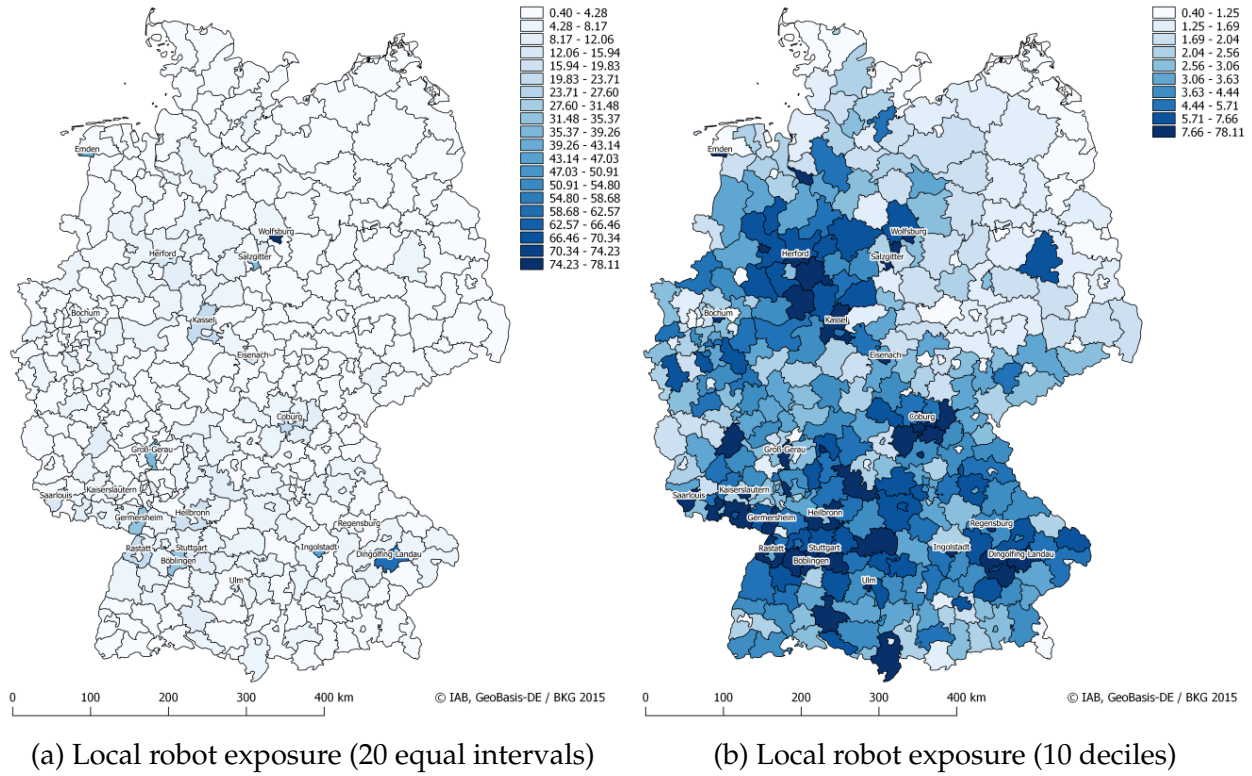 0.40 - 4.28
4.28 - 8.17
8.17 - 12.06
12.06 - 15.94
15.94 - 19.83
19.83 - 23.71
23.71 - 27.60
27.60 - 31.48
31.48 - 35.37
35.37 - 39.26
39.26 - 43.14
43.14 - 47.03
47.03 - 50.91
50.91 - 54.80
54.80 - 58.68
58.68 - 62.57
62.57 - 66.46
66.46 - 70.34
70.34 - 74.23
74.23 - 78.11
Emden
Wolfsburg
Herford
Salzgitter
Bochum
Kassel
Eisenach
Coburg
Groß-Gerau
Saarlouis
Kaiserslautern
Germersheim
Heilbronn
Regensburg
Rastatt
Stuttgart
Ingolstadt
Dingolfing-Landau
Böblingen
Ulm
© IAB, GeoBasis-DE / BKG 2015
0 100 200 400 km
(a) Local robot exposure (20 equal intervals)
0.40 - 1.25
1.25 - 1.69
1.69 - 2.04
2.04 - 2.56
2.56 - 3.06
3.06 - 3.63
3.63 - 4.44
4.44 - 5.71
5.71 - 7.66
7.66 - 78.11
Emden
Wolfsburg
Herford
Salzgitter
Bochum
Kassel
Eisenach
Coburg
Groß-Gerau
Saarlouis
Kaiserslautern
Germersheim
Heilbronn
Regensburg
Rastatt
Stuttgart
Ingolstadt
Dingolfing-Landau
Böblingen
Ulm
© IAB, GeoBasis-DE / BKG 2015
0 100 200 300 400 km
(b) Local robot exposure (10 deciles)